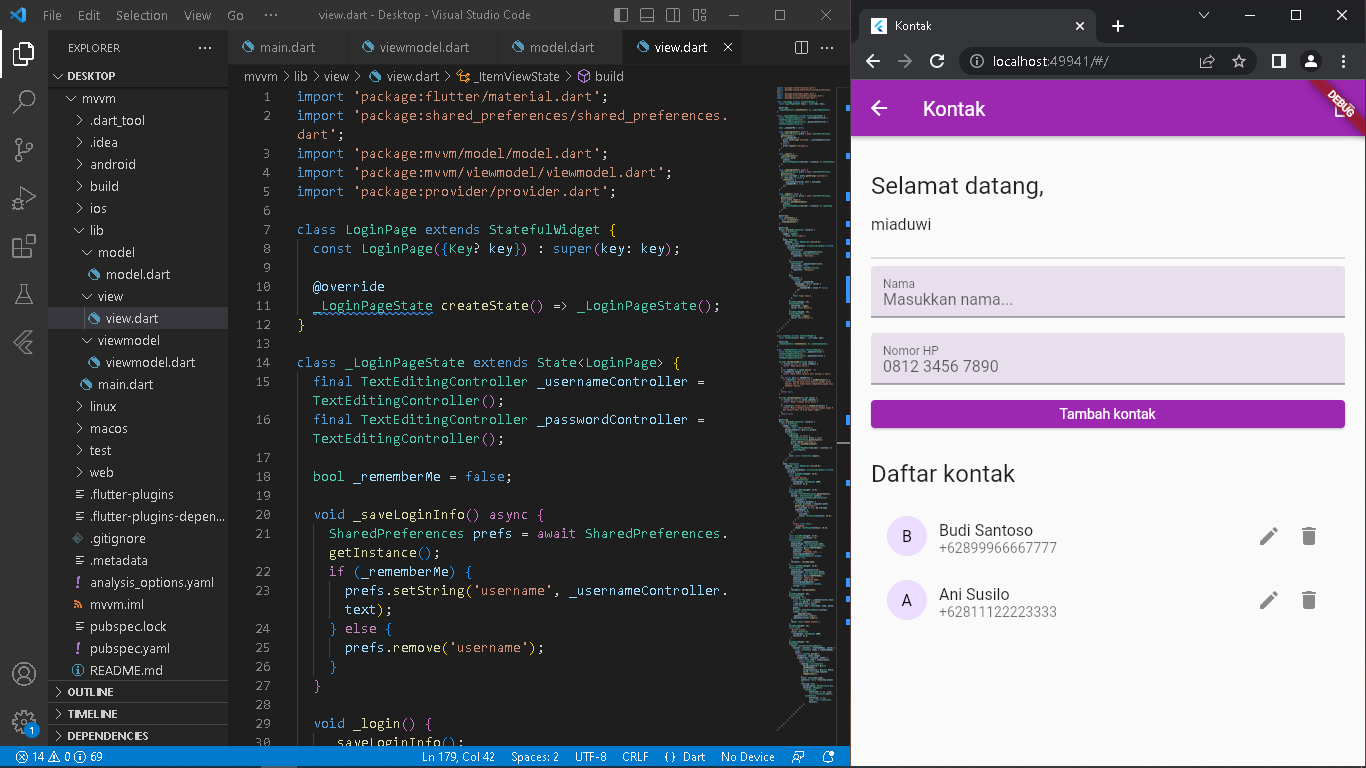 File Edit Selection View Go ··· view.dart - Desktop - Visual Studio Code
EXPLORER ···
DESKTOP
mvvm
.dart_tool
.idea
android
build
ios
lib
model
model.dart
view
view.dart
viewmodel
viewmodel.dart
main.dart
linux
macos
test
web
.flutter-plugins
.flutter-plugins-depen...
.gitignore
.metadata
analysis_options.yaml
mvvm.iml
pubspec.lock
pubspec.yaml
README.md
OUTLINE
TIMELINE
DEPENDENCIES
1
main.dart viewmodel.dart model.dart view.dart
mvvm > lib > view > view.dart > _ItemViewState > build
1 import 'package:flutter/material.dart';
2 import 'package:shared_preferences/shared_preferences.
dart';
3 import 'package:mvvm/model/model.dart';
4 import 'package:mvvm/viewmodel/viewmodel.dart';
5 import 'package:provider/provider.dart';
6
7 class LoginPage extends StatefulWidget {
8 const LoginPage({Key? key}) : super(key: key);
9
10 @override
11 _LoginPageState createState() => _LoginPageState();
12 }
13
14 class _LoginPageState extends State<LoginPage> {
15 final TextEditingController _usernameController =
TextEditingController();
16 final TextEditingController _passwordController =
TextEditingController();
17
18 bool _rememberMe = false;
19
20 void _saveLoginInfo() async {
21 SharedPreferences prefs = await SharedPreferences.
getInstance();
22 if (_rememberMe) {
23 prefs.setString('username', _usernameController.
text);
24 } else {
25 prefs.remove('username');
26 }
27 }
28
29 void _login() {
30 _saveLoginInfo();
14 0 69 Ln 179, Col 42 Spaces: 2 UTF-8 CRLF {} Dart No Device
Kontak
localhost:49941/#/
Kontak
DEBUG
Selamat datang,
miaduwi
Nama
Masukkan nama...
Nomor HP
0812 3456 7890
Tambah kontak
Daftar kontak
B Budi Santoso
+62899966667777
A Ani Susilo
+62811122223333